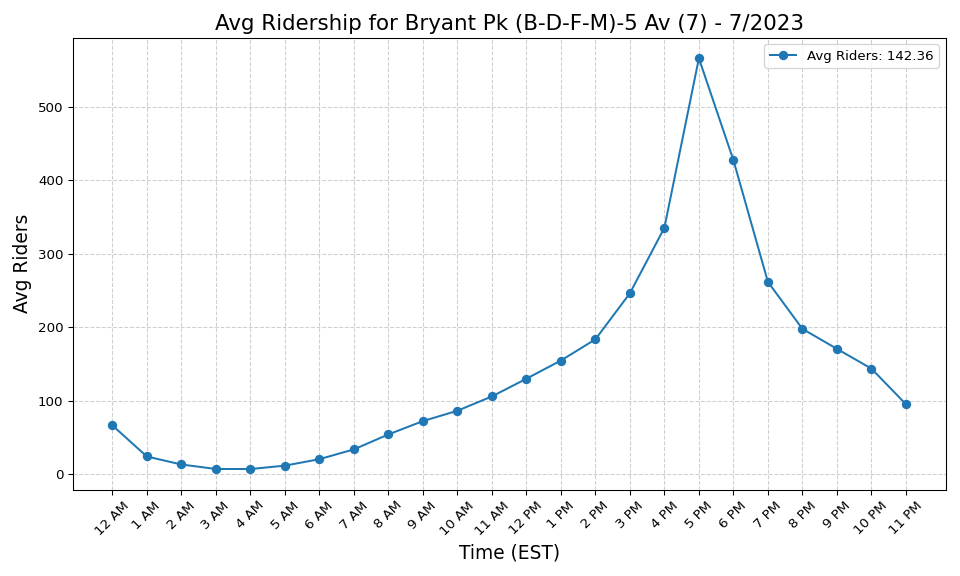 Avg Ridership for Bryant Pk (B-D-F-M)-5 Av (7) - 7/2023
Avg Riders: 142.36
Avg Riders
500
400
300
200
100
0
12 AM
1 AM
2 AM
3 AM
4 AM
5 AM
6 AM
7 AM
8 AM
9 AM
10 AM
11 AM
12 PM
1 PM
2 PM
3 PM
4 PM
5 PM
6 PM
7 PM
8 PM
9 PM
10 PM
11 PM
Time (EST)